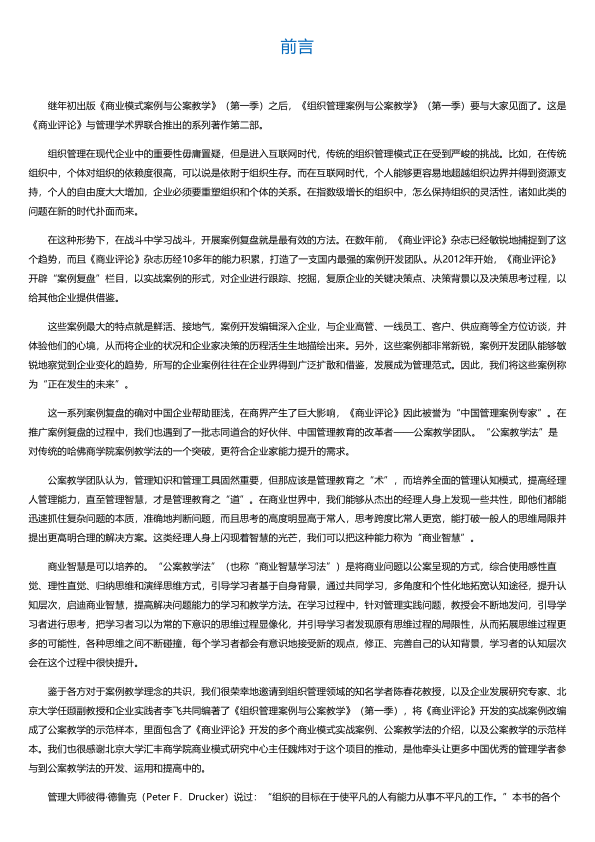 前言
继年初出版《商业模式案例与公案教学》（第一季）之后，《组织管理案例与公案教学》（第一季）要与大家见面了。这是
《商业评论》与管理学术界联合推出的系列著作第二部。
组织管理在现代企业中的重要性毋庸置疑，但是进入互联网时代，传统的组织管理模式正在受到严峻的挑战。比如，在传统
组织中，个体对组织的依赖度很高，可以说是依附于组织生存。而在互联网时代，个人能够更容易地超越组织边界并得到资源支
持，个人的自由度大大增加，企业必须要重塑组织和个体的关系。在指数级增长的组织中，怎么保持组织的灵活性，诸如此类的
问题在新的时代扑面而来。
在这种形势下，在战斗中学习战斗，开展案例复盘就是最有效的方法。在数年前，《商业评论》杂志已经敏锐地捕捉到了这
个趋势，而且《商业评论》杂志历经10多年的能力积累，打造了一支国内最强的案例开发团队。从2012年开始，《商业评论》
开辟“案例复盘”栏目，以实战案例的形式，对企业进行跟踪、挖掘，复原企业的关键决策点、决策背景以及决策思考过程，以
给其他企业提供借鉴。
这些案例最大的特点就是鲜活、接地气，案例开发编辑深入企业，与企业高管、一线员工、客户、供应商等全方位访谈，并
体验他们的心境，从而将企业的状况和企业家决策的历程活生生地描绘出来。另外，这些案例都非常新锐，案例开发团队能够敏
锐地察觉到企业变化的趋势，所写的企业案例往往在企业界得到广泛扩散和借鉴，发展成为管理范式。因此，我们将这些案例称
为“正在发生的未来”。
这一系列案例复盘的确对中国企业帮助匪浅，在商界产生了巨大影响，《商业评论》因此被誉为“中国管理案例专家”。在
推广案例复盘的过程中，我们也遇到了一批志同道合的好伙伴、中国管理教育的改革者——公案教学团队。“公案教学法”是
对传统的哈佛商学院案例教学法的一个突破，更符合企业家能力提升的需求。
公案教学团队认为，管理知识和管理工具固然重要，但那应该是管理教育之“术”，而培养全面的管理认知模式，提高经理
人管理能力，直至管理智慧，才是管理教育之“道”。在商业世界中，我们能够从杰出的经理人身上发现一些共性，即他们都能
迅速抓住复杂问题的本质，准确地判断问题，而且思考的高度明显高于常人，思考跨度比常人更宽，能打破一般人的思维局限并
提出更高明合理的解决方案。这类经理人身上闪现着智慧的光芒，我们可以把这种能力称为“商业智慧”。
商业智慧是可以培养的。“公案教学法”（也称“商业智慧学习法”）是将商业问题以公案呈现的方式，综合使用感性直
觉、理性直觉、归纳思维和演绎思维方式，引导学习者基于自身背景，通过共同学习，多角度和个性化地拓宽认知途径，提升认
知层次，启迪商业智慧，提高解决问题能力的学习和教学方法。在学习过程中，针对管理实践问题，教授会不断地发问，引导学
习者进行思考，把学习者习以为常的下意识的思维过程显像化，并引导学习者发现原有思维过程的局限性，从而拓展思维过程更
多的可能性，各种思维之间不断碰撞，每个学习者都会有意识地接受新的观点，修正、完善自己的认知背景，学习者的认知层次
会在这个过程中很快提升。
鉴于各方对于案例教学理念的共识，我们很荣幸地邀请到组织管理领域的知名学者陈春花教授，以及企业发展研究专家、北
京大学任颋副教授和企业实践者李飞共同编著了《组织管理案例与公案教学》（第一季），将《商业评论》开发的实战案例改编
成了公案教学的示范样本，里面包含了《商业评论》开发的多个商业模式实战案例、公案教学法的介绍，以及公案教学的示范样
本。我们也很感谢北京大学汇丰商学院商业模式研究中心主任魏炜对于这个项目的推动，是他牵头让更多中国优秀的管理学者参
与到公案教学法的开发、运用和提高中的。
管理大师彼得·德鲁克（Peter F．Drucker）说过：“组织的目标在于使平凡的人有能力从事不平凡的工作。”本书的各个